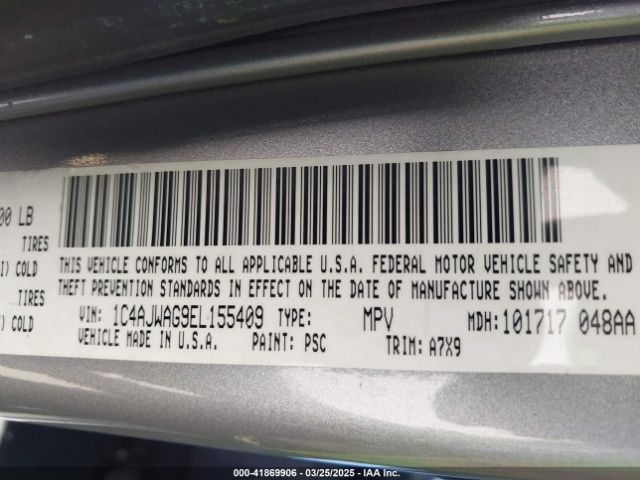 00 LB
TIRES
I) COLD
TIRES
) COLD
THIS VEHICLE CONFORMS TO ALL APPLICABLE U.S.A. FEDERAL MOTOR VEHICLE SAFETY AND
THEFT PREVENTION STANDARDS IN EFFECT ON THE DATE OF MANUFACTURE SHOWN ABOVE.
VIN: 1C4AJWAG9EL155409 TYPE: MPV MDH:101717 048AA
VEHICLE MADE IN U.S.A. PAINT: PSC TRIM: A7X9
000-41869906 - 03/25/2025 - IAA Inc.